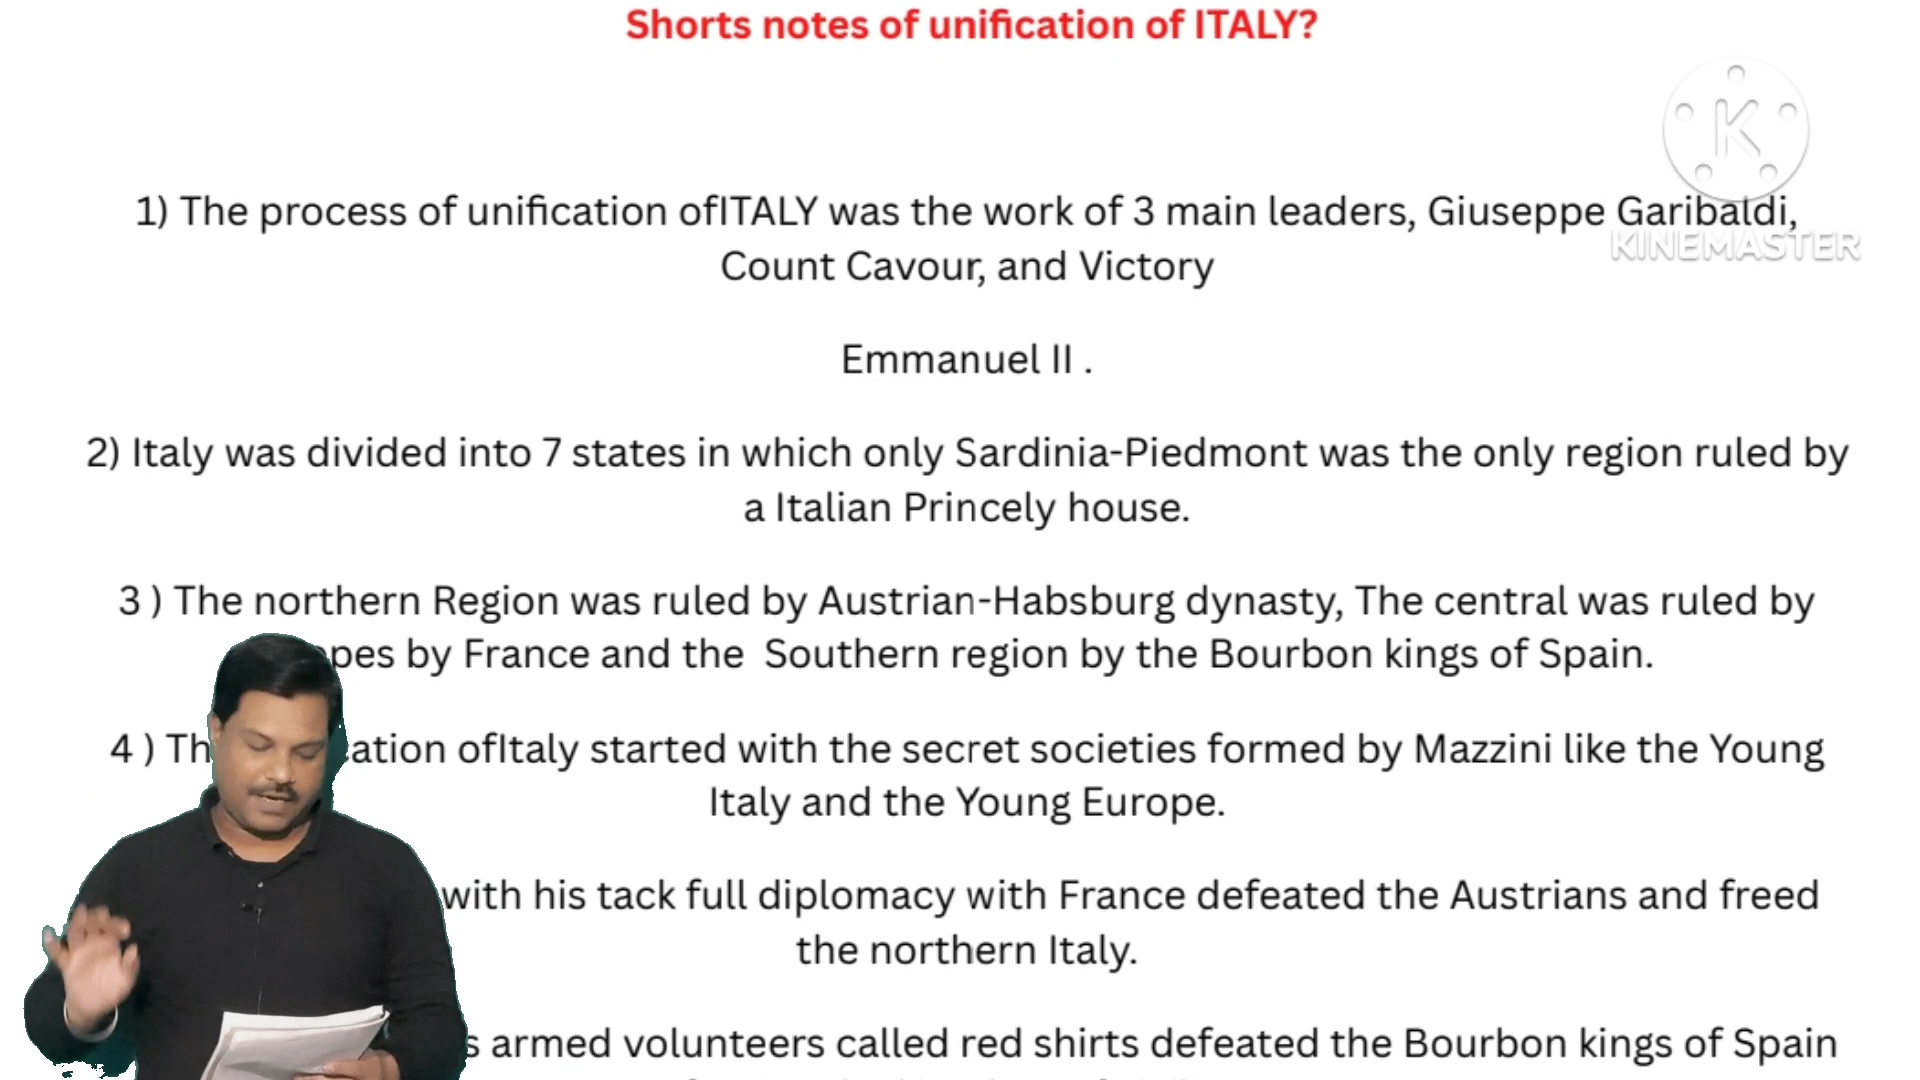 Shorts notes of unification of ITALY?
K
KINEMASTER
1) The process of unification ofITALY was the work of 3 main leaders, Giuseppe Garibaldi,
Count Cavour, and Victory
Emmanuel II .
2) Italy was divided into 7 states in which only Sardinia-Piedmont was the only region ruled by
a Italian Princely house.
3 ) The northern Region was ruled by Austrian-Habsburg dynasty, The central was ruled by
by France and the Southern region by the Bourbon kings of Spain.
4 ) ofItaly started with the secret societies formed by Mazzini like the Young
Italy and the Young Europe.
with his tack full diplomacy with France defeated the Austrians and freed
the northern Italy.
armed volunteers called red shirts defeated the Bourbon kings of Spain